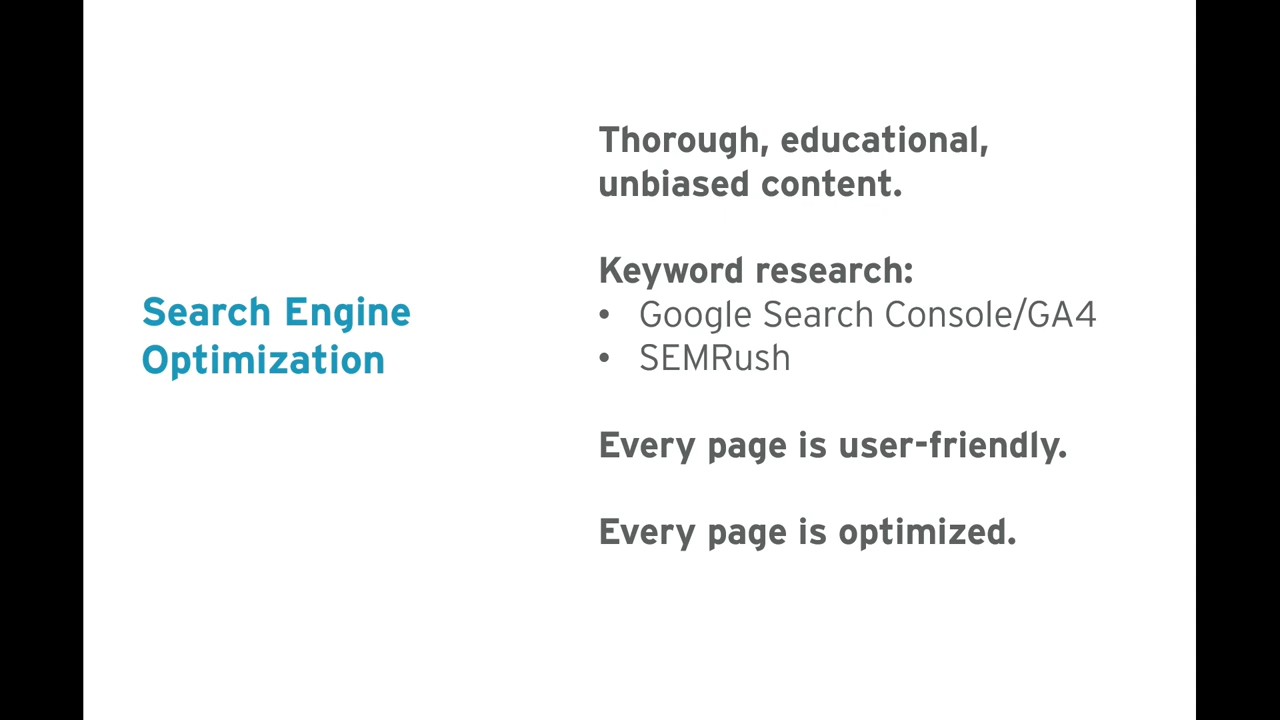 Search Engine
Optimization
Thorough, educational,
unbiased content.
Keyword research:
• Google Search Console/GA4
• SEMRush
Every page is user-friendly.
Every page is optimized.